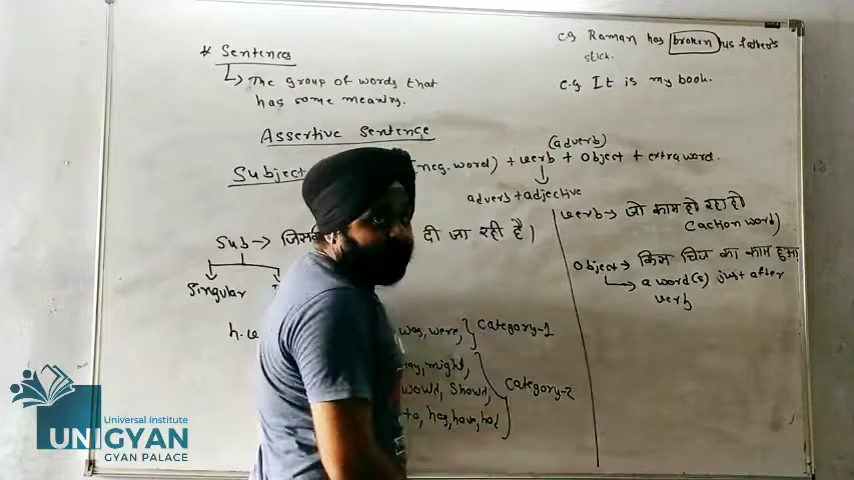 * Sentences
↳ The group of words that
has some meaning.
e.g Raman has broken his father's
stick.
e.g. It is my book.
Assertive Sentence
(adverb)
Subject (neg. word) + verb + object + extra word.
adverb + adjective
Sub → दी जा रही है।
Singular
verb → जो काम हो रहा हो
(action word)
object → किस चिज का काम हुआ
↳ a word(s) just after
verb
was, were, } Category-1
might,
would, Should, } Category-2
to, has, have, had
Universal Institute
UNIGYAN
GYAN PALACE